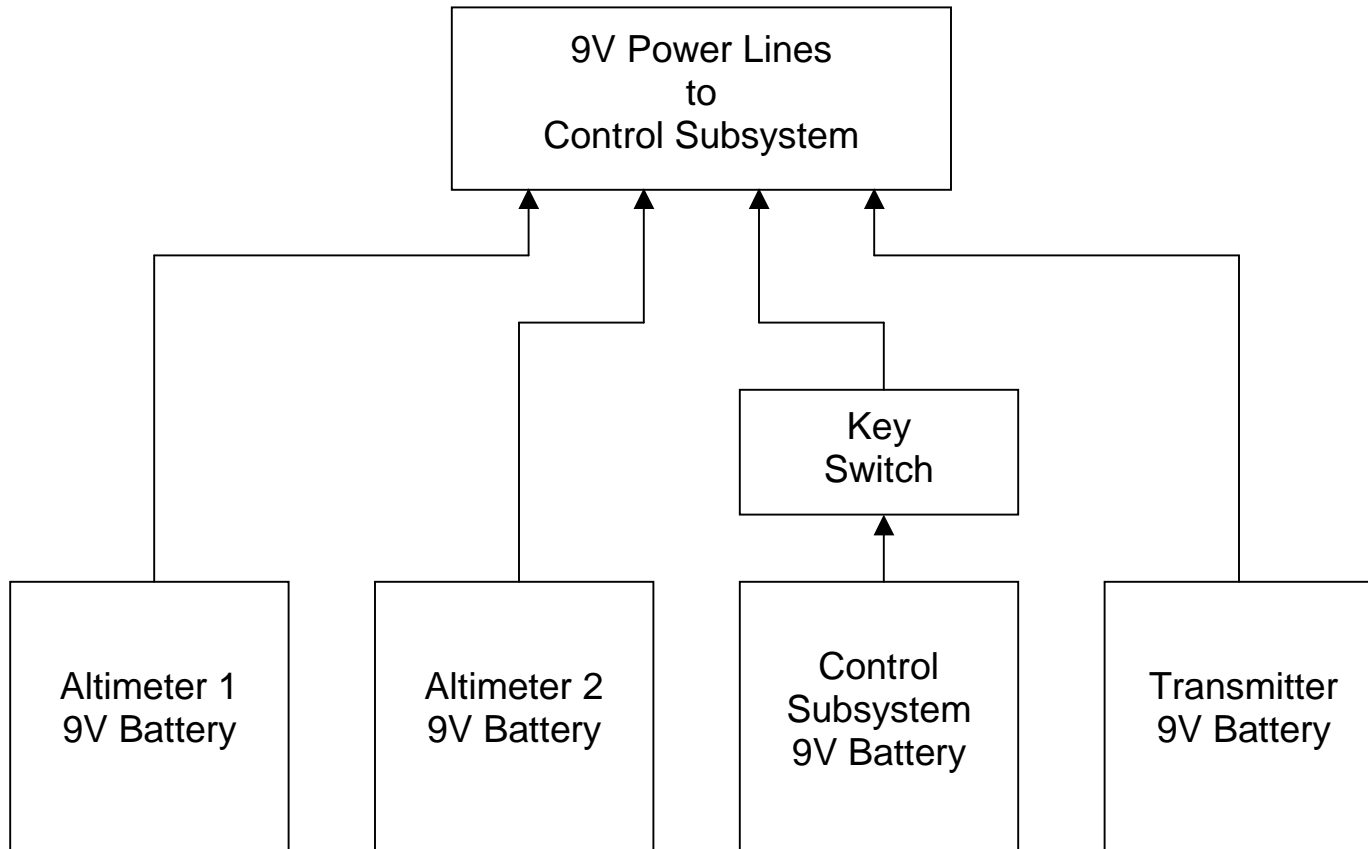 9V Power Lines
to
Control Subsystem
Key
Switch
Altimeter 1
9V Battery
Altimeter 2
9V Battery
Control
Subsystem
9V Battery
Transmitter
9V Battery